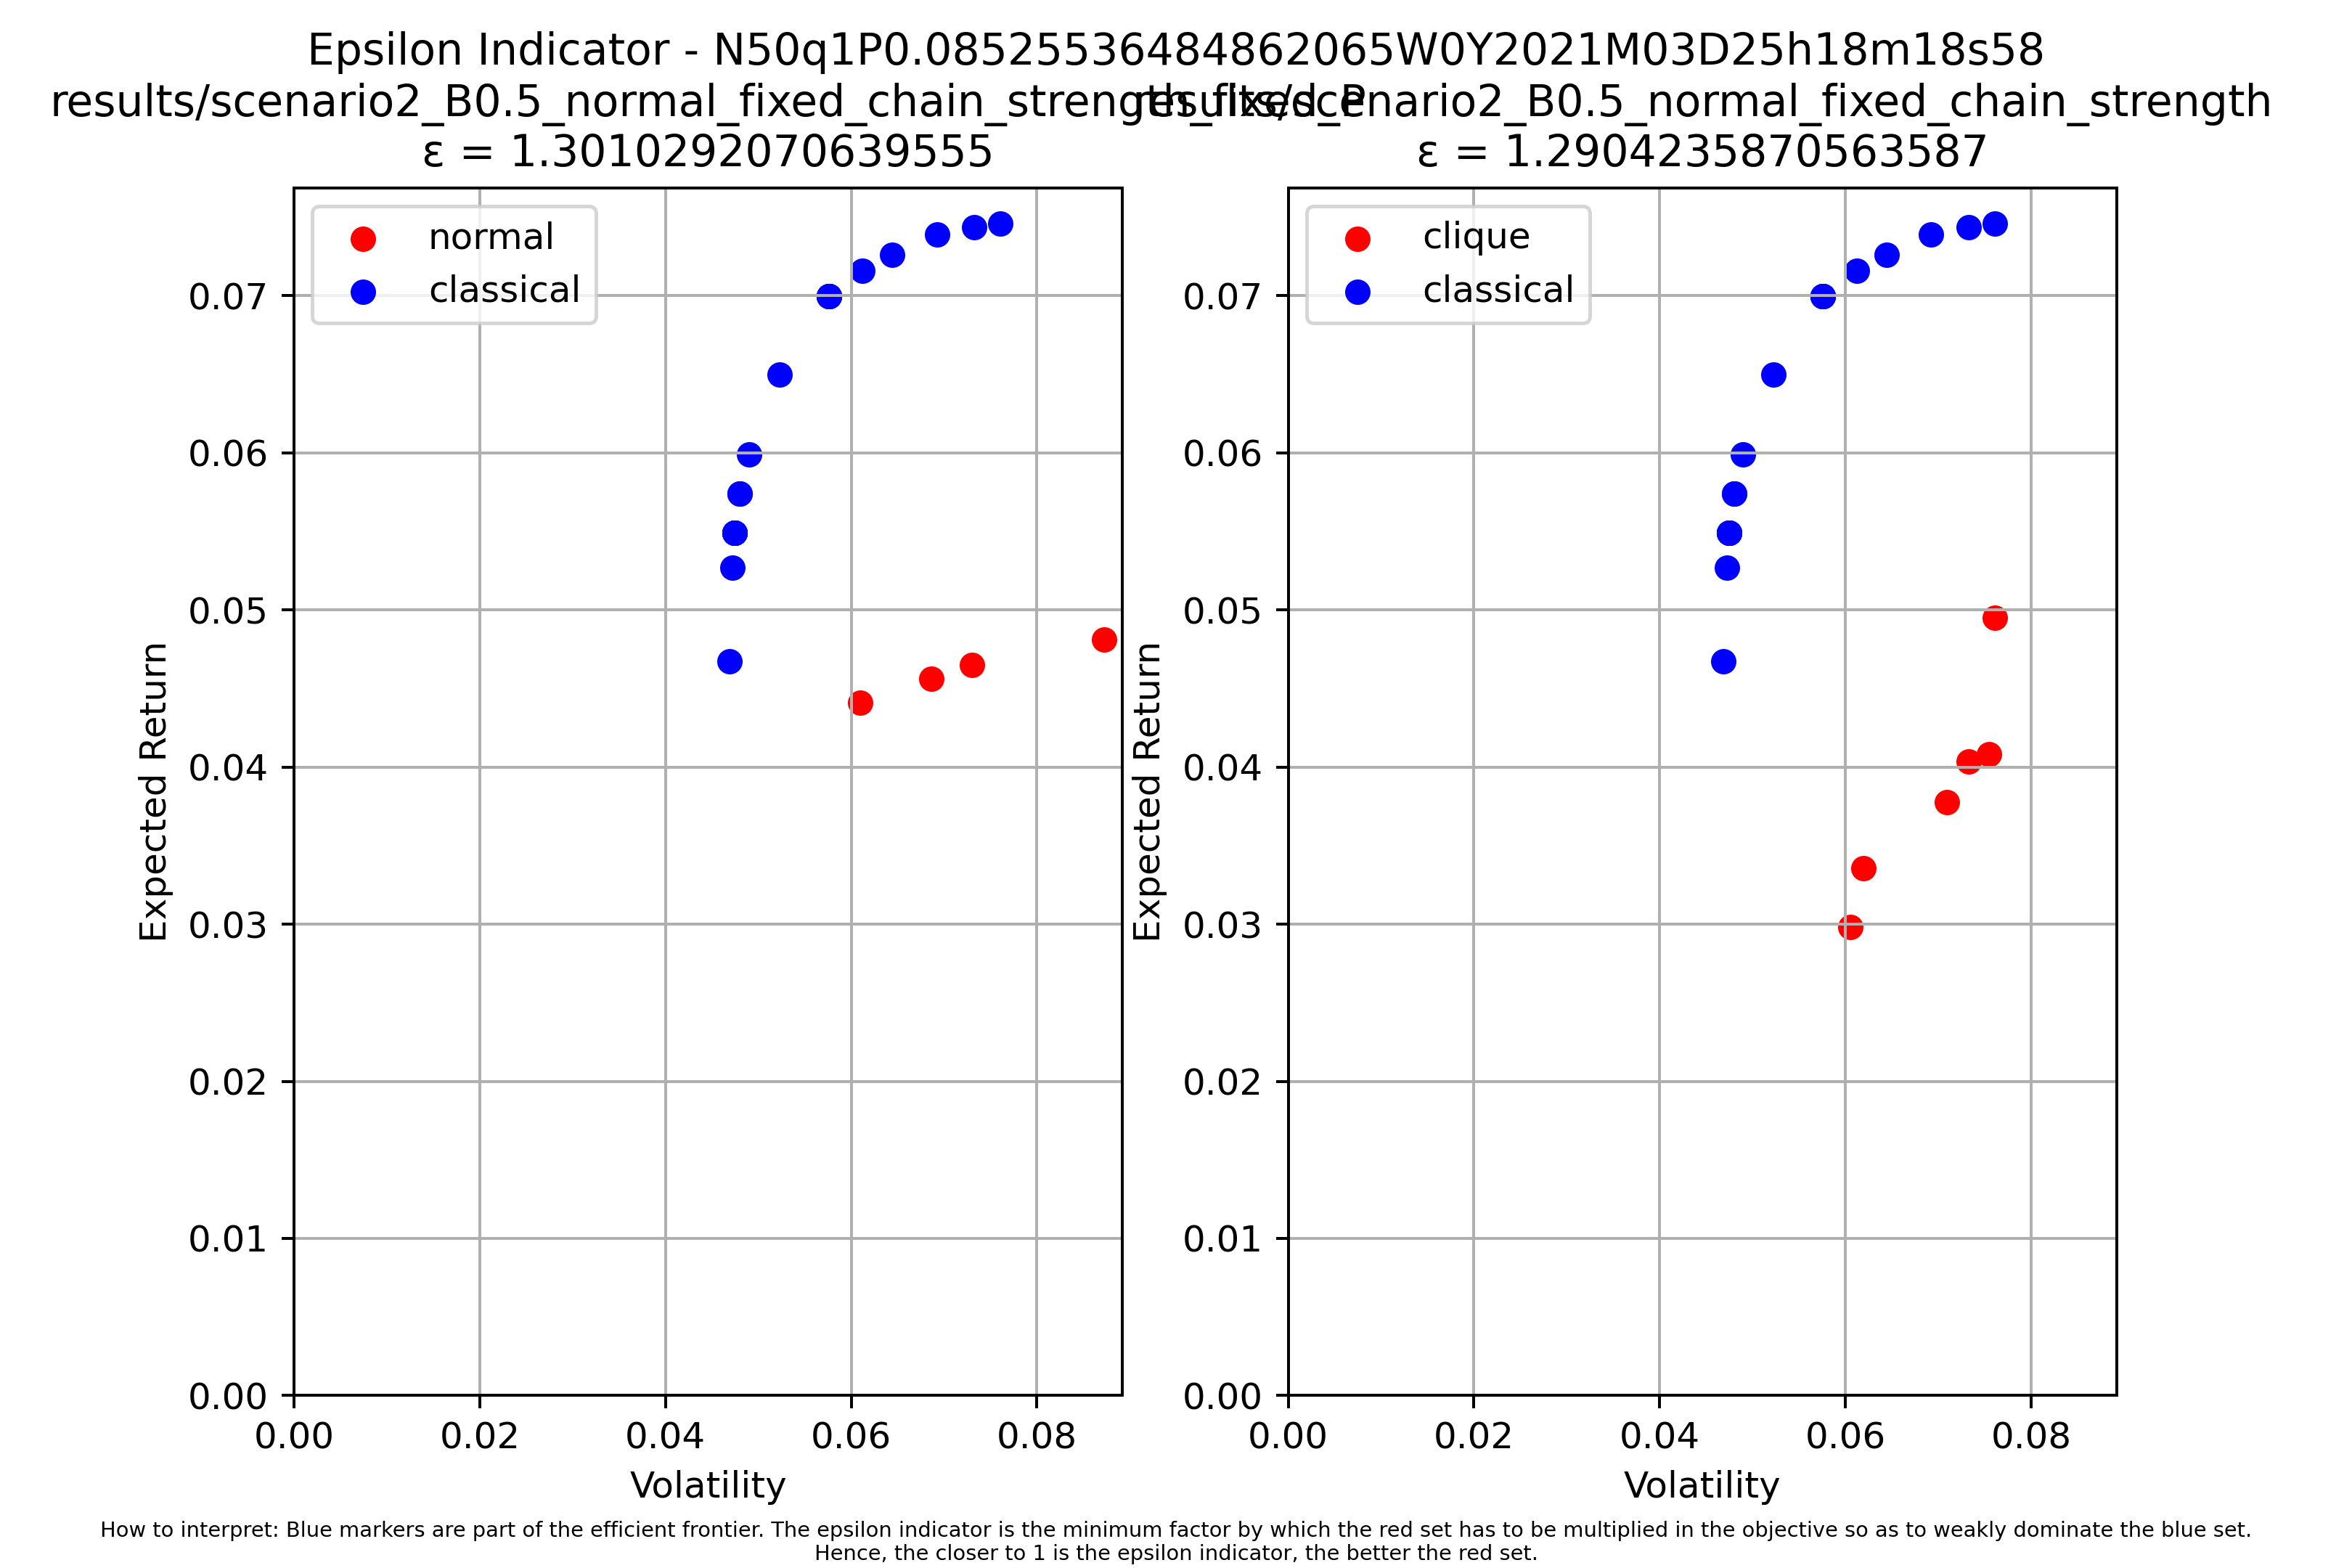 Epsilon Indicator - N50q1P0.08525536484862065W0Y2021M03D25h18m18s58
results/scenario2_B0.5_normal_fixed_chain_strength_fixed_P
ε = 1.3010292070639555
normal
classical
0.07
0.06
0.05
0.04
0.03
0.02
0.01
0.00
Expected Return
0.00 0.02 0.04 0.06 0.08
Volatility
results/scenario2_B0.5_normal_fixed_chain_strength
ε = 1.2904235870563587
clique
classical
0.07
0.06
0.05
0.04
0.03
0.02
0.01
0.00
Expected Return
0.00 0.02 0.04 0.06 0.08
Volatility
How to interpret: Blue markers are part of the efficient frontier. The epsilon indicator is the minimum factor by which the red set has to be multiplied in the objective so as to weakly dominate the blue set.
Hence, the closer to 1 is the epsilon indicator, the better the red set.